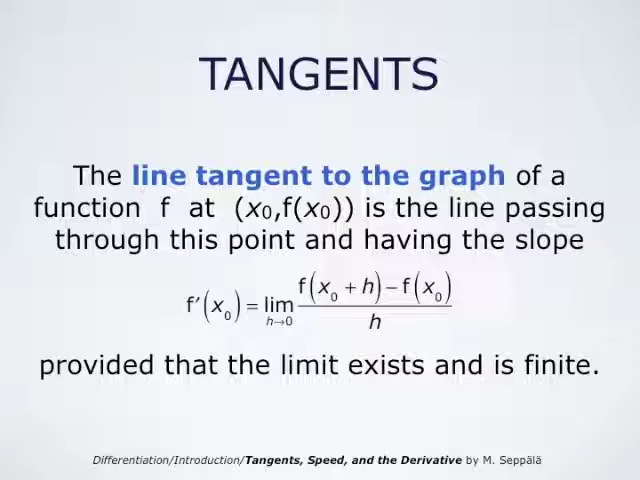 TANGENTS
The line tangent to the graph of a
function f at (x₀,f(x₀)) is the line passing
through this point and having the slope
f′(x₀) = lim h→0 f(x₀ + h) − f(x₀) / h
provided that the limit exists and is finite.
Differentiation/Introduction/Tangents, Speed, and the Derivative by M. Seppälä